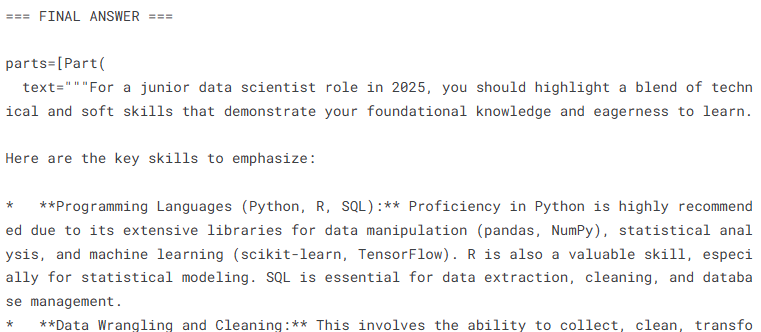 === FINAL ANSWER ===
parts=[Part(
  text="""For a junior data scientist role in 2025, you should highlight a blend of techn
ical and soft skills that demonstrate your foundational knowledge and eagerness to learn.
Here are the key skills to emphasize:
*   **Programming Languages (Python, R, SQL):** Proficiency in Python is highly recommend
ed due to its extensive libraries for data manipulation (pandas, NumPy), statistical anal
ysis, and machine learning (scikit-learn, TensorFlow). R is also a valuable skill, especi
ally for statistical modeling. SQL is essential for data extraction, cleaning, and databa
se management.
*   **Data Wrangling and Cleaning:** This involves the ability to collect, clean, transfo